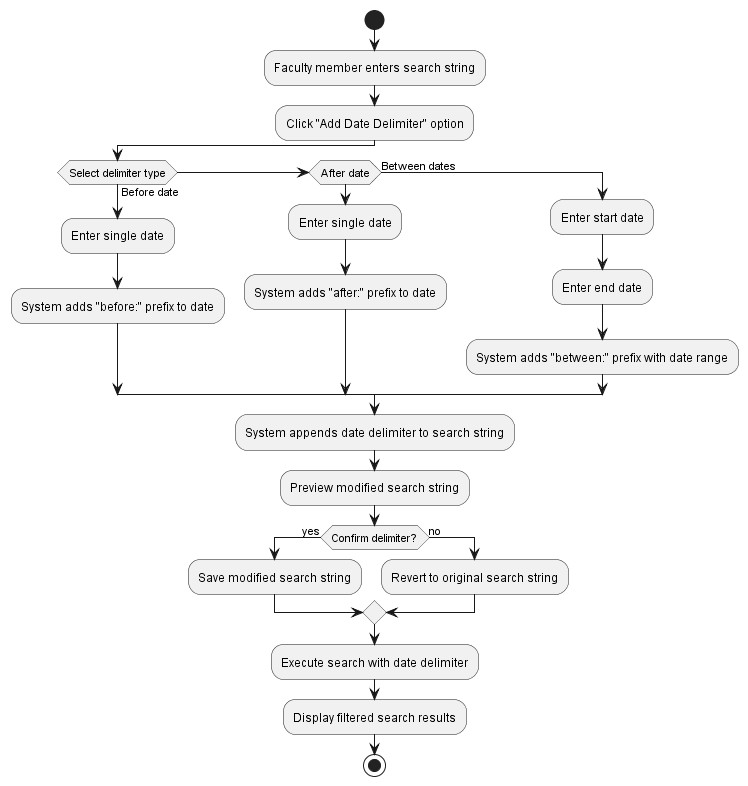 Faculty member enters search string
Click "Add Date Delimiter" option
Select delimiter type
Before date
After date
Between dates
Enter single date
System adds "before:" prefix to date
Enter single date
System adds "after:" prefix to date
Enter start date
Enter end date
System adds "between:" prefix with date range
System appends date delimiter to search string
Preview modified search string
Confirm delimiter?
yes
no
Save modified search string
Revert to original search string
Execute search with date delimiter
Display filtered search results